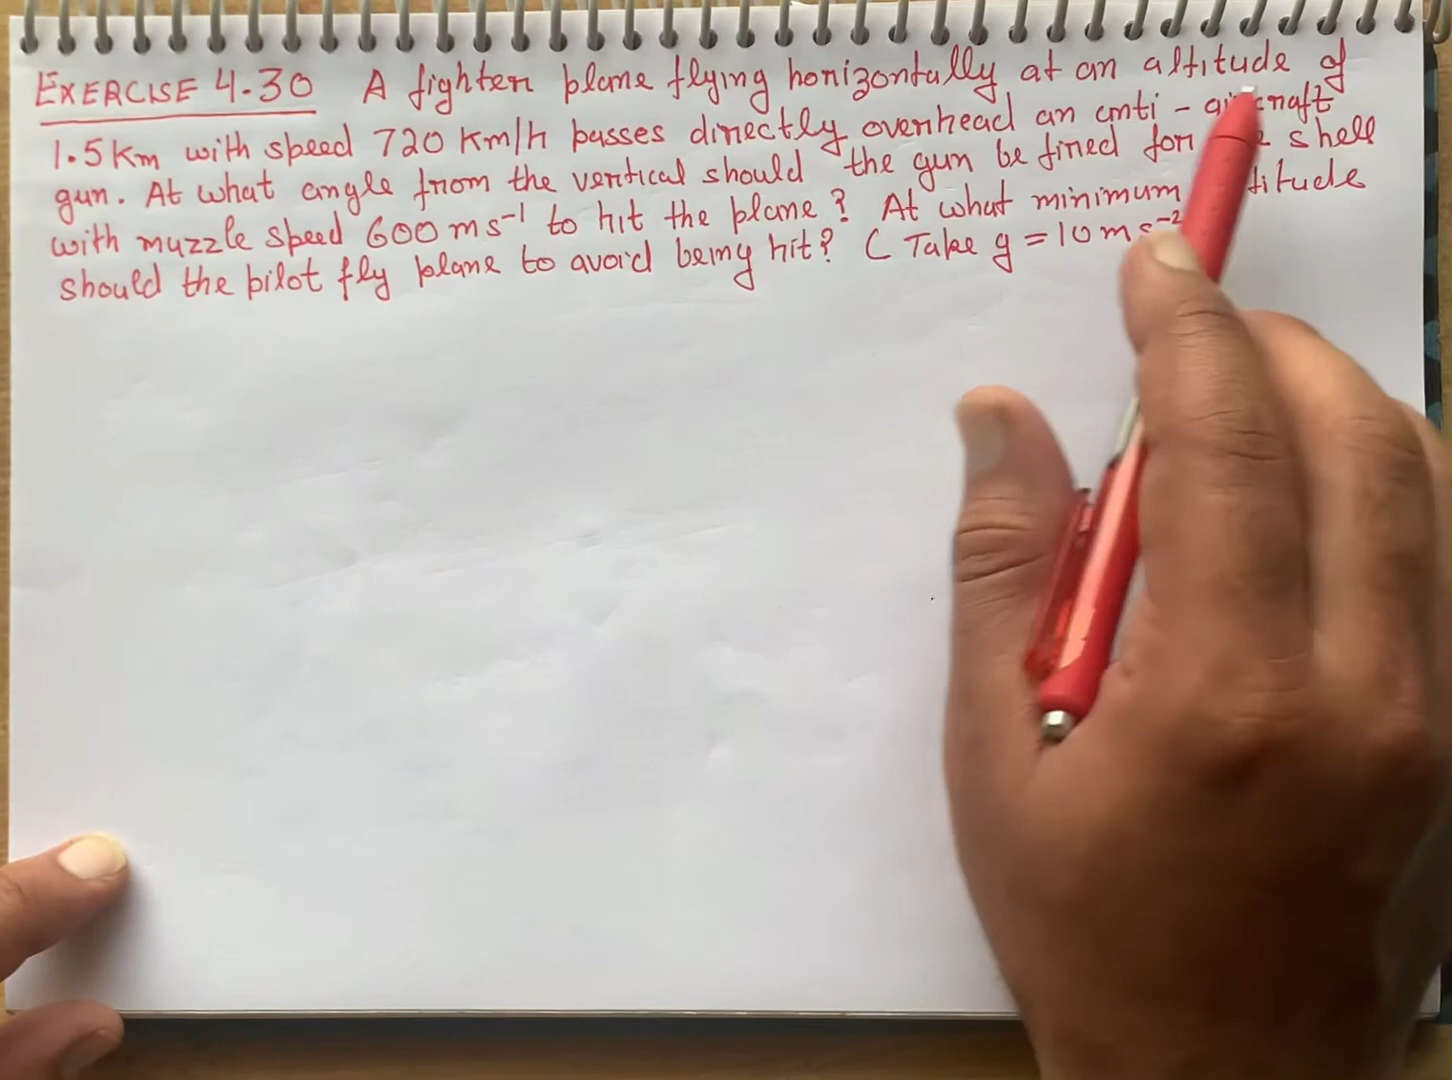 EXERCISE 4.30 A fighter plane flying horizontally at an altitude of
1.5 km with speed 720 km/h passes directly overhead an anti-aircraft
gun. At what angle from the vertical should the gun be fired for shell
with muzzle speed 600 ms⁻¹ to hit the plane? At what minimum
should the pilot fly plane to avoid being hit? (Take g = 10 ms⁻²